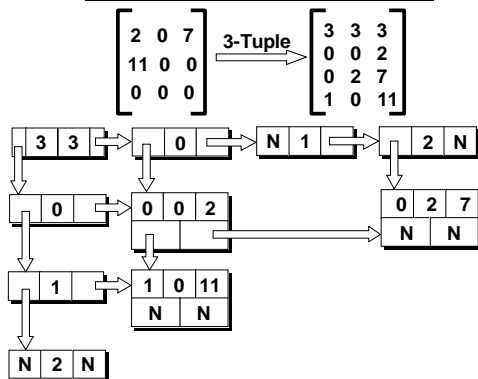 2 0 7
11 0 0
0 0 0
3-Tuple
3 3 3
0 0 2
0 2 7
1 0 11
3 3
0
N 1
2 N
0
0 0 2
0 2 7
N N
1
1 0 11
N N
N 2 N